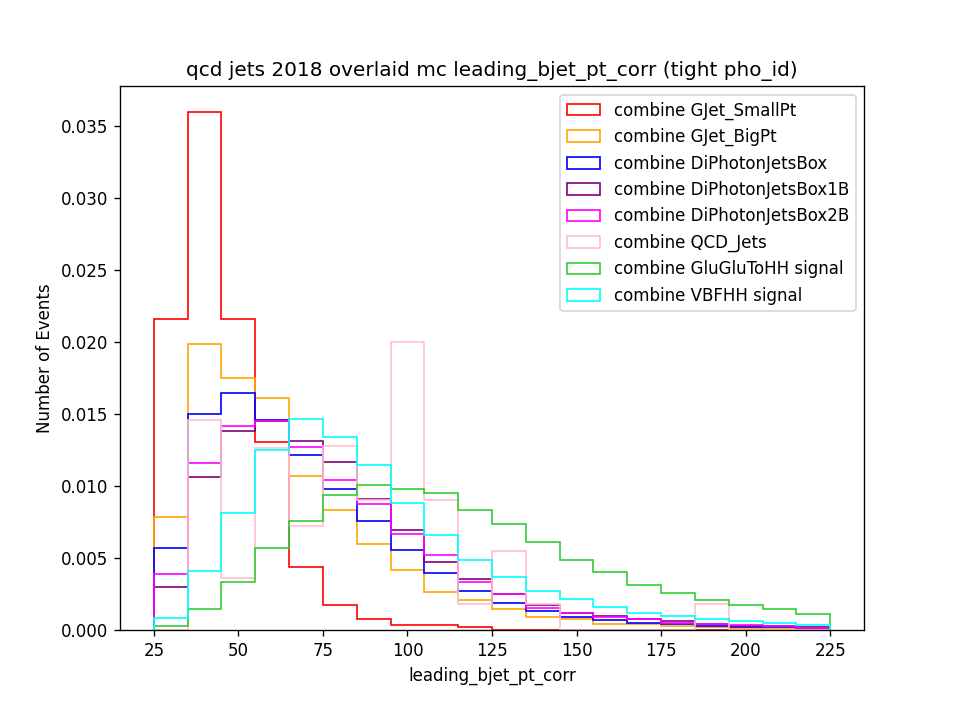 qcd jets 2018 overlaid mc leading_bjet_pt_corr (tight pho_id)
combine GJet_SmallPt
combine GJet_BigPt
combine DiPhotonJetsBox
combine DiPhotonJetsBox1B
combine DiPhotonJetsBox2B
combine QCD_Jets
combine GluGluToHH signal
combine VBFHH signal
Number of Events
0.035
0.030
0.025
0.020
0.015
0.010
0.005
0.000
25 50 75 100 125 150 175 200 225
leading_bjet_pt_corr